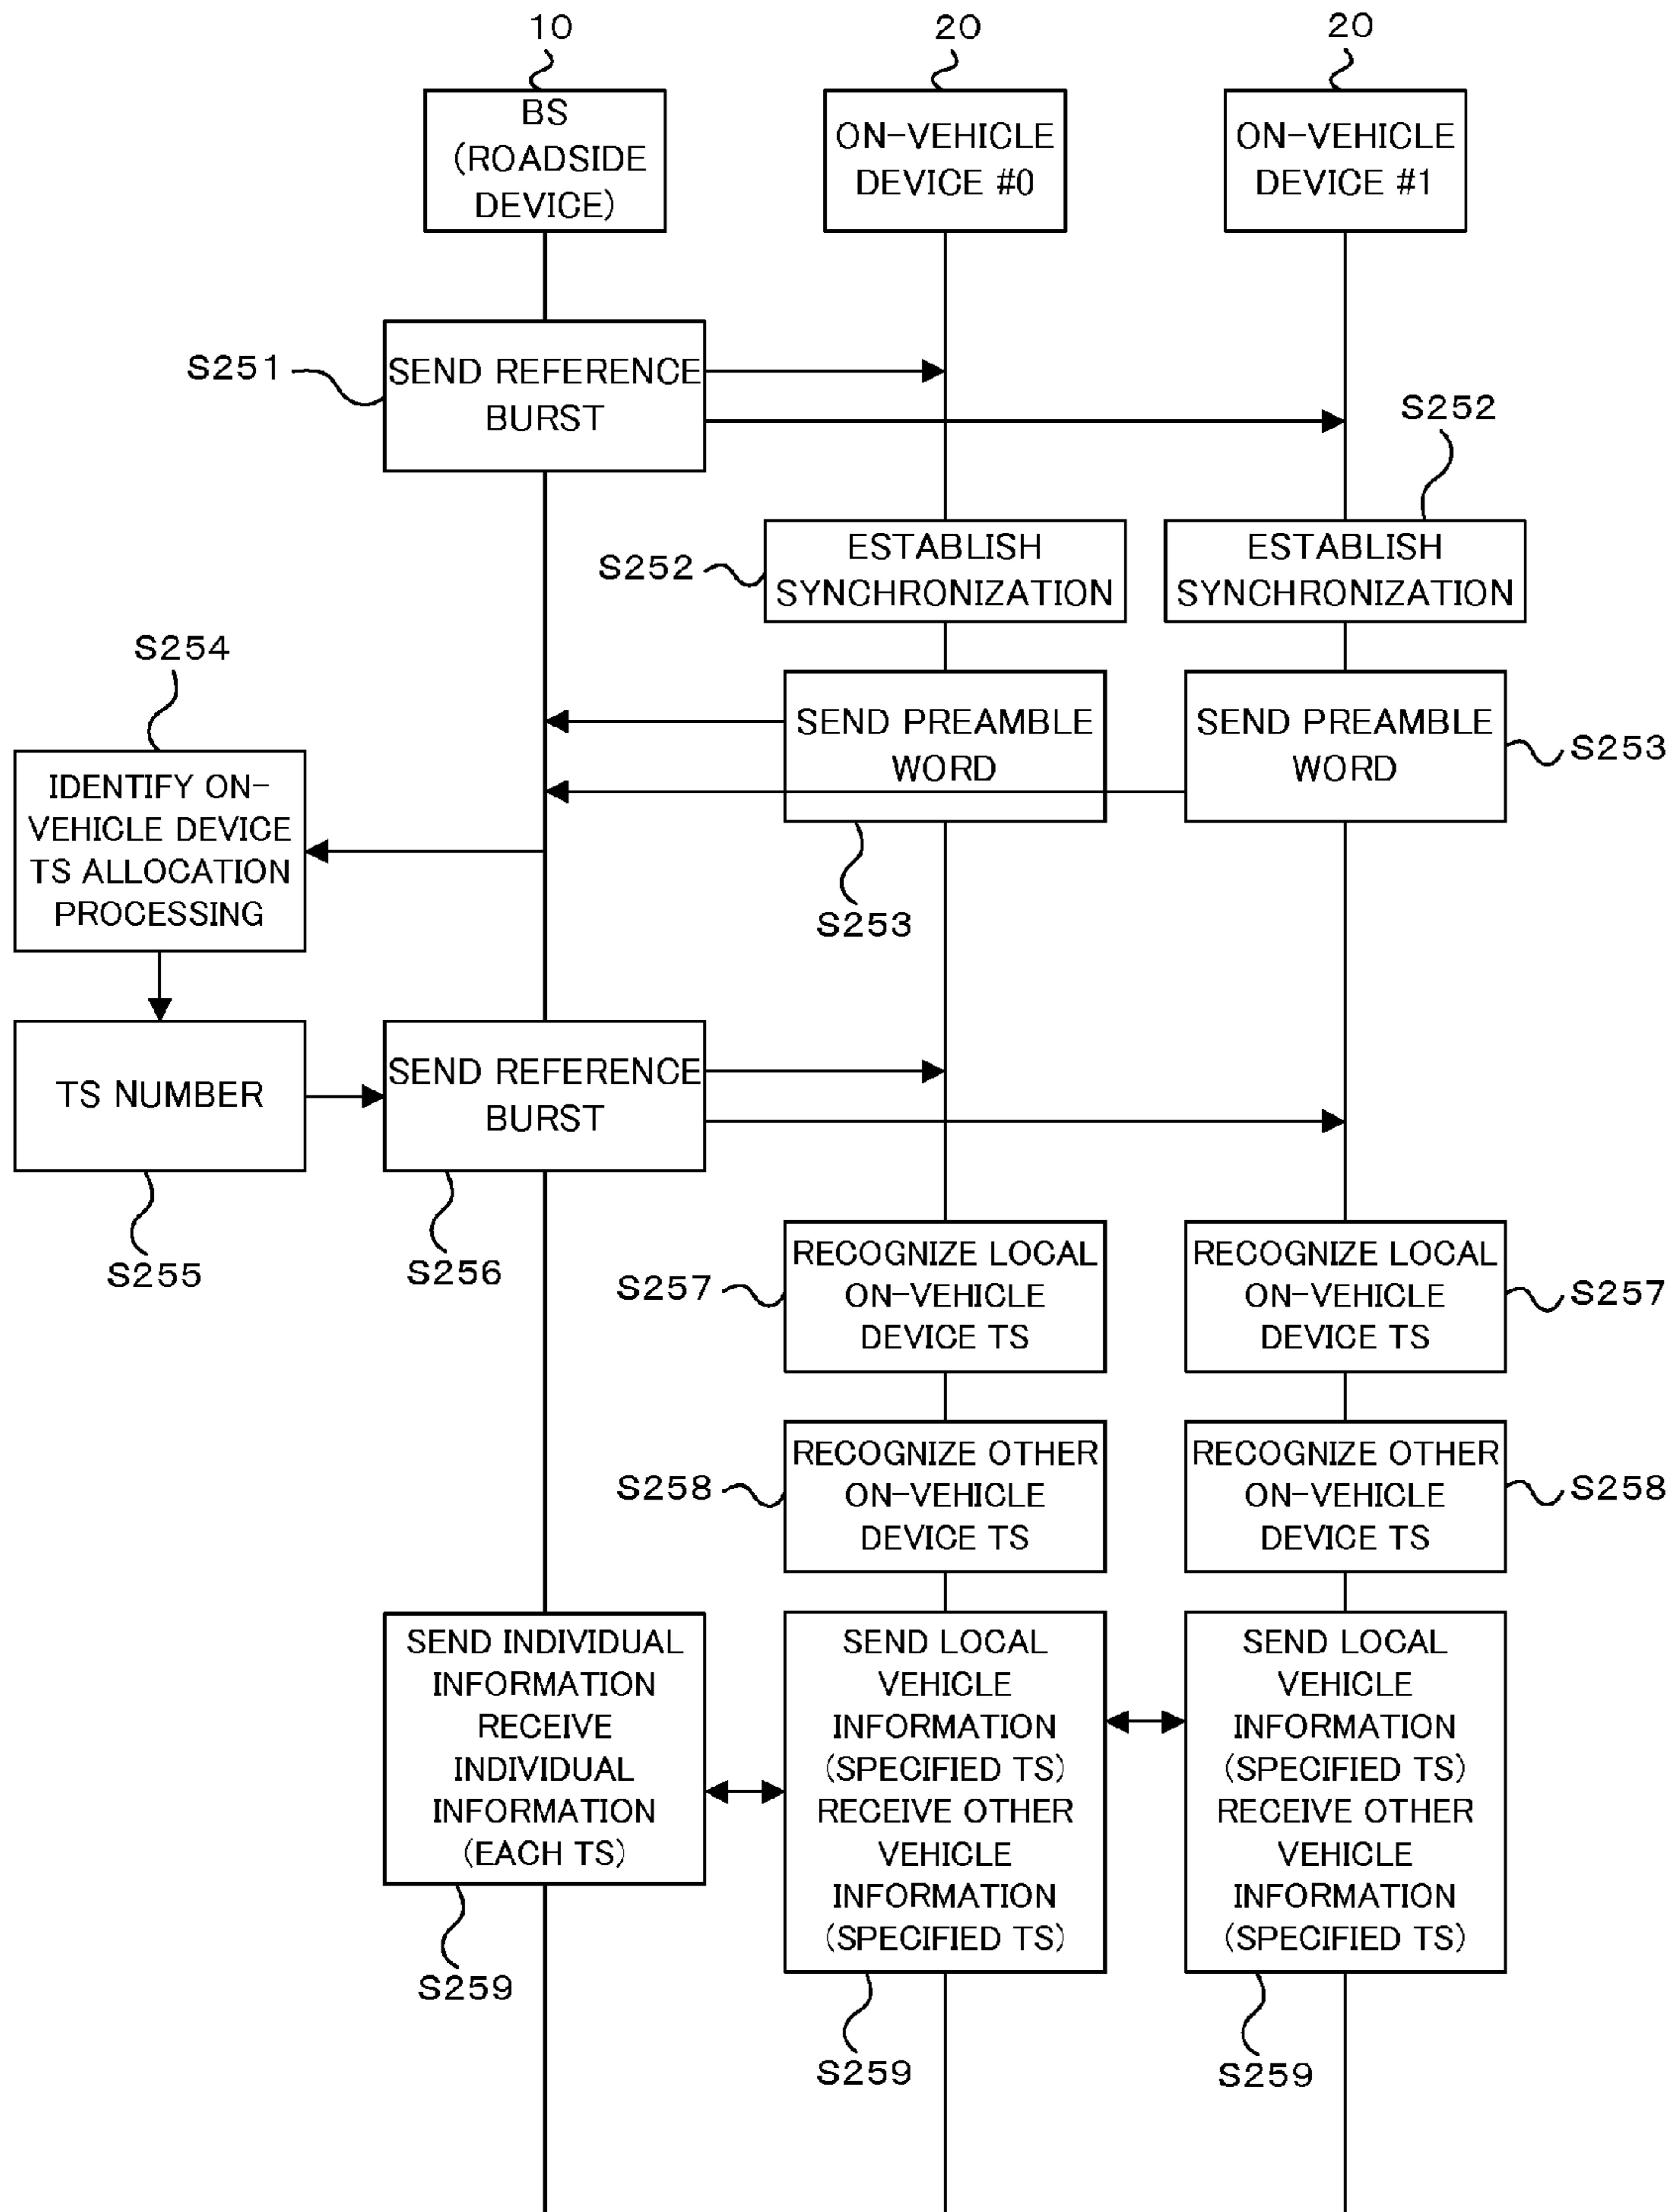 10
20
20
BS
(ROADSIDE
DEVICE)
ON-VEHICLE
DEVICE #0
ON-VEHICLE
DEVICE #1
S251
SEND REFERENCE
BURST
S252
S252
ESTABLISH
SYNCHRONIZATION
ESTABLISH
SYNCHRONIZATION
S254
SEND PREAMBLE
WORD
SEND PREAMBLE
WORD
S253
IDENTIFY ON-
VEHICLE DEVICE
TS ALLOCATION
PROCESSING
S253
TS NUMBER
SEND REFERENCE
BURST
S255
S256
S257
RECOGNIZE LOCAL
ON-VEHICLE
DEVICE TS
RECOGNIZE LOCAL
ON-VEHICLE
DEVICE TS
S257
S258
RECOGNIZE OTHER
ON-VEHICLE
DEVICE TS
RECOGNIZE OTHER
ON-VEHICLE
DEVICE TS
S258
SEND INDIVIDUAL
INFORMATION
RECEIVE
INDIVIDUAL
INFORMATION
(EACH TS)
SEND LOCAL
VEHICLE
INFORMATION
(SPECIFIED TS)
RECEIVE OTHER
VEHICLE
INFORMATION
(SPECIFIED TS)
SEND LOCAL
VEHICLE
INFORMATION
(SPECIFIED TS)
RECEIVE OTHER
VEHICLE
INFORMATION
(SPECIFIED TS)
S259
S259
S259